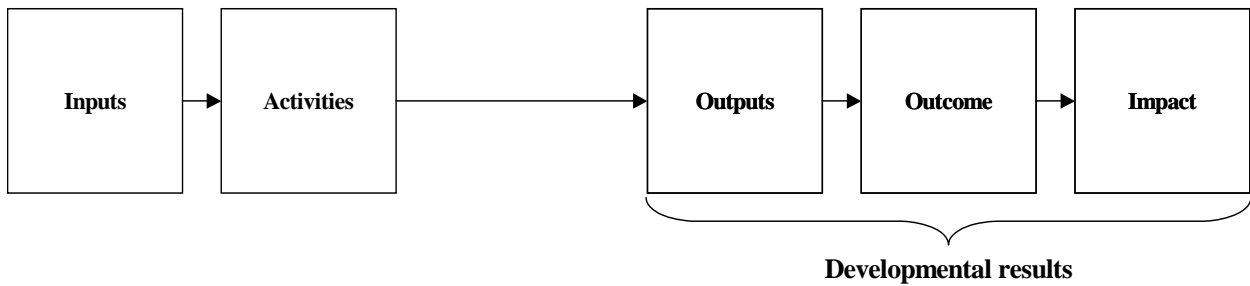 Inputs
Activities
Outputs
Outcome
Impact
Developmental results